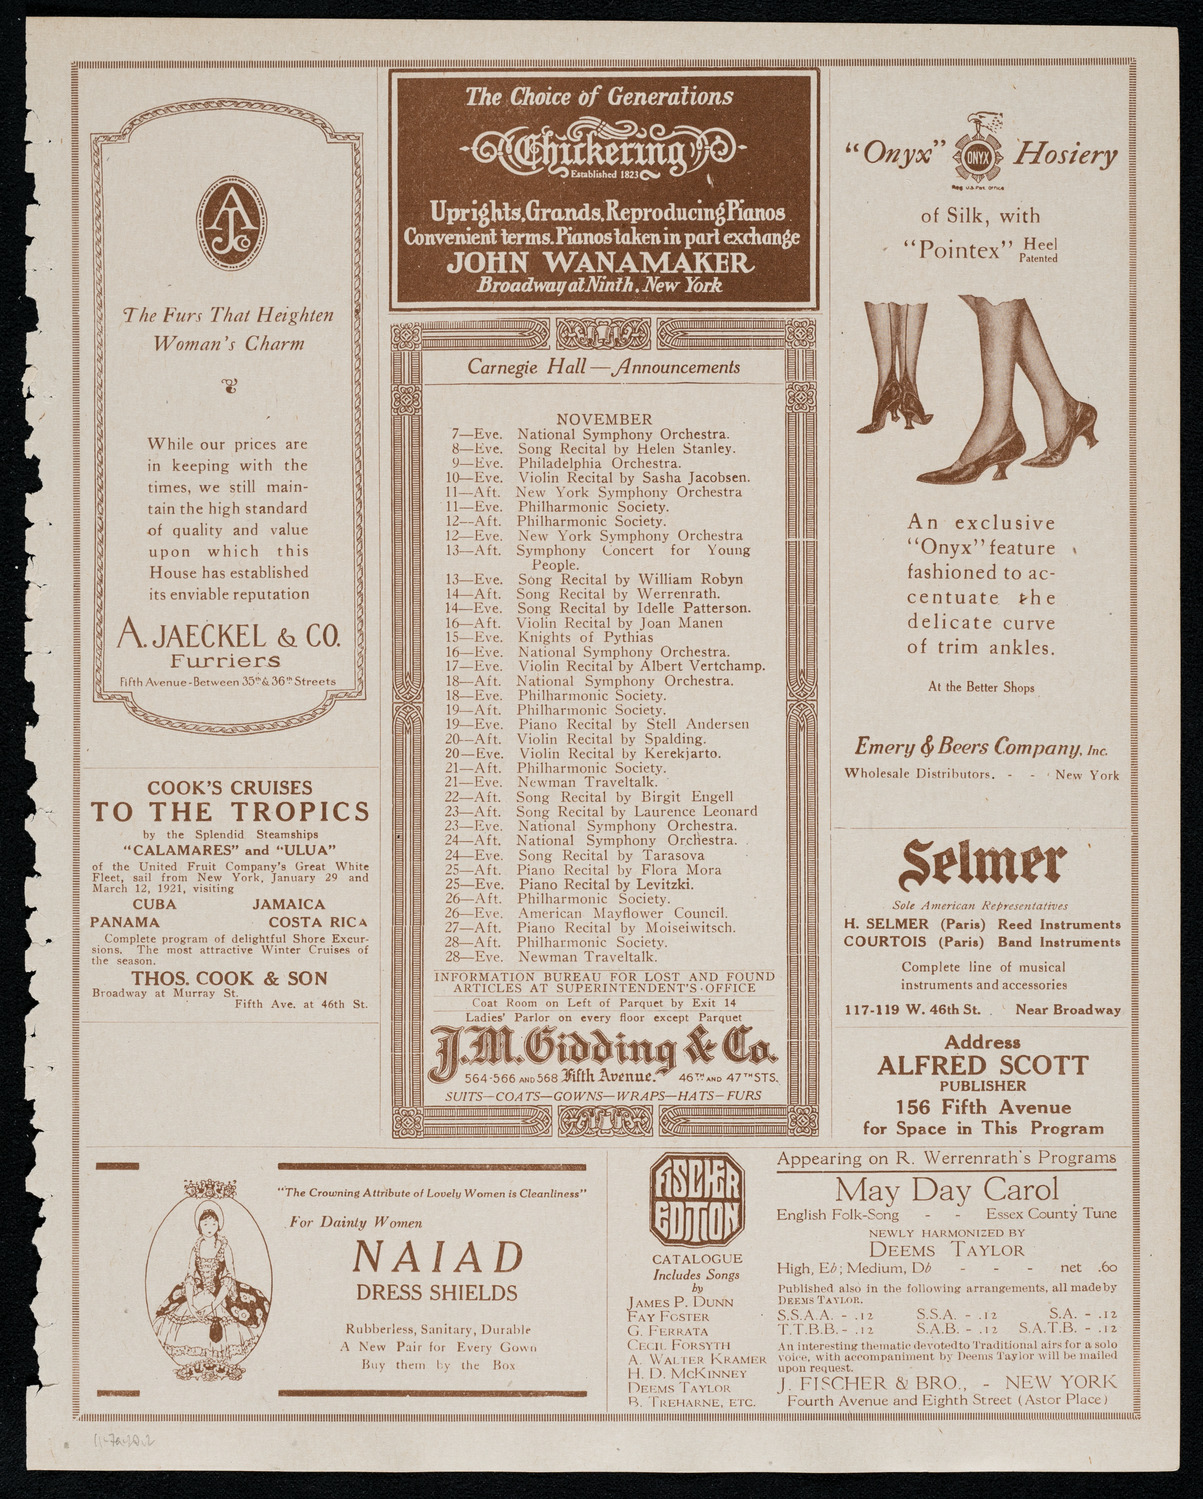 AJCo
The Furs That Heighten
Woman's Charm
While our prices are
in keeping with the
times, we still main-
tain the high standard
of quality and value
upon which this
House has established
its enviable reputation
A. JAECKEL & CO.
Furriers
Fifth Avenue-Between 35th & 36th Streets
COOK'S CRUISES
TO THE TROPICS
by the Splendid Steamships
"CALAMARES" and "ULUA"
of the United Fruit Company's Great White
Fleet, sail from New York, January 29 and
March 12, 1921, visiting
CUBA JAMAICA
PANAMA COSTA RICA
Complete program of delightful Shore Excur-
sions. The most attractive Winter Cruises of
the season.
THOS. COOK & SON
Broadway at Murray St.
Fifth Ave. at 46th St.
The Choice of Generations
Chickering
Established 1823
Uprights, Grands, Reproducing Pianos
Convenient terms. Pianos taken in part exchange
JOHN WANAMAKER
Broadway at Ninth, New York
Carnegie Hall—Announcements
NOVEMBER
7—Eve. National Symphony Orchestra.
8—Eve. Song Recital by Helen Stanley.
9—Eve. Philadelphia Orchestra.
10—Eve. Violin Recital by Sasha Jacobsen.
11—Aft. New York Symphony Orchestra
11—Eve. Philharmonic Society.
12—Aft. Philharmonic Society.
12—Eve. New York Symphony Orchestra
13—Aft. Symphony Concert for Young
People.
13—Eve. Song Recital by William Robyn
14—Aft. Song Recital by Werrenrath.
14—Eve. Song Recital by Idelle Patterson.
16—Aft. Violin Recital by Joan Manen
15—Eve. Knights of Pythias
16—Eve. National Symphony Orchestra.
17—Eve. Violin Recital by Albert Vertchamp.
18—Aft. National Symphony Orchestra.
18—Eve. Philharmonic Society.
19—Aft. Philharmonic Society.
19—Eve. Piano Recital by Stell Andersen
20—Aft. Violin Recital by Spalding.
20—Eve. Violin Recital by Kerekjarto.
21—Aft. Philharmonic Society.
21—Eve. Newman Traveltalk.
22—Aft. Song Recital by Birgit Engell
23—Aft. Song Recital by Laurence Leonard
23—Eve. National Symphony Orchestra.
24—Aft. National Symphony Orchestra.
24—Eve. Song Recital by Tarasova
25—Aft. Piano Recital by Flora Mora
25—Eve. Piano Recital by Levitzki.
26—Aft. Philharmonic Society.
26—Eve. American Mayflower Council.
27—Aft. Piano Recital by Moiseiwitsch.
28—Aft. Philharmonic Society.
28—Eve. Newman Traveltalk.
INFORMATION BUREAU FOR LOST AND FOUND
ARTICLES AT SUPERINTENDENT'S OFFICE
Coat Room on Left of Parquet by Exit 14
Ladies' Parlor on every floor except Parquet
J.M. Gidding & Co.
564-566 AND 568 Fifth Avenue. 46TH AND 47TH STS.
SUITS—COATS—GOWNS—WRAPS—HATS—FURS
"Onyx" ONYX Hosiery
Reg. U.S. Pat. Office
of Silk, with
"Pointex" Heel
Patented
An exclusive
"Onyx" feature
fashioned to ac-
centuate the
delicate curve
of trim ankles.
At the Better Shops
Emery & Beers Company, Inc.
Wholesale Distributors. - - New York
Selmer
Sole American Representatives
H. SELMER (Paris) Reed Instruments
COURTOIS (Paris) Band Instruments
Complete line of musical
instruments and accessories
117-119 W. 46th St. Near Broadway
Address
ALFRED SCOTT
PUBLISHER
156 Fifth Avenue
for Space in This Program
"The Crowning Attribute of Lovely Women is Cleanliness"
For Dainty Women
NAIAD
DRESS SHIELDS
Rubberless, Sanitary, Durable
A New Pair for Every Gown
Buy them by the Box
FISCHER
EDITION
CATALOGUE
Includes Songs
by
JAMES P. DUNN
FAY FOSTER
G. FERRATA
CECIL FORSYTH
A. WALTER KRAMER
H. D. MCKINNEY
DEEMS TAYLOR
B. TREHARNE, ETC.
Appearing on R. Werrenrath's Programs
May Day Carol
English Folk-Song - - Essex County Tune
NEWLY HARMONIZED BY
DEEMS TAYLOR
High, E♭; Medium, D♭ - - - net .60
Published also in the following arrangements, all made by
DEEMS TAYLOR.
S.S.A.A. - .12 S.S.A. - .12 S.A. - .12
T.T.B.B. - .12 S.A.B. - .12 S.A.T.B. - .12
An interesting thematic devoted to Traditional airs for a solo
voice, with accompaniment by Deems Taylor will be mailed
upon request.
J. FISCHER & BRO., - NEW YORK
Fourth Avenue and Eighth Street (Astor Place)